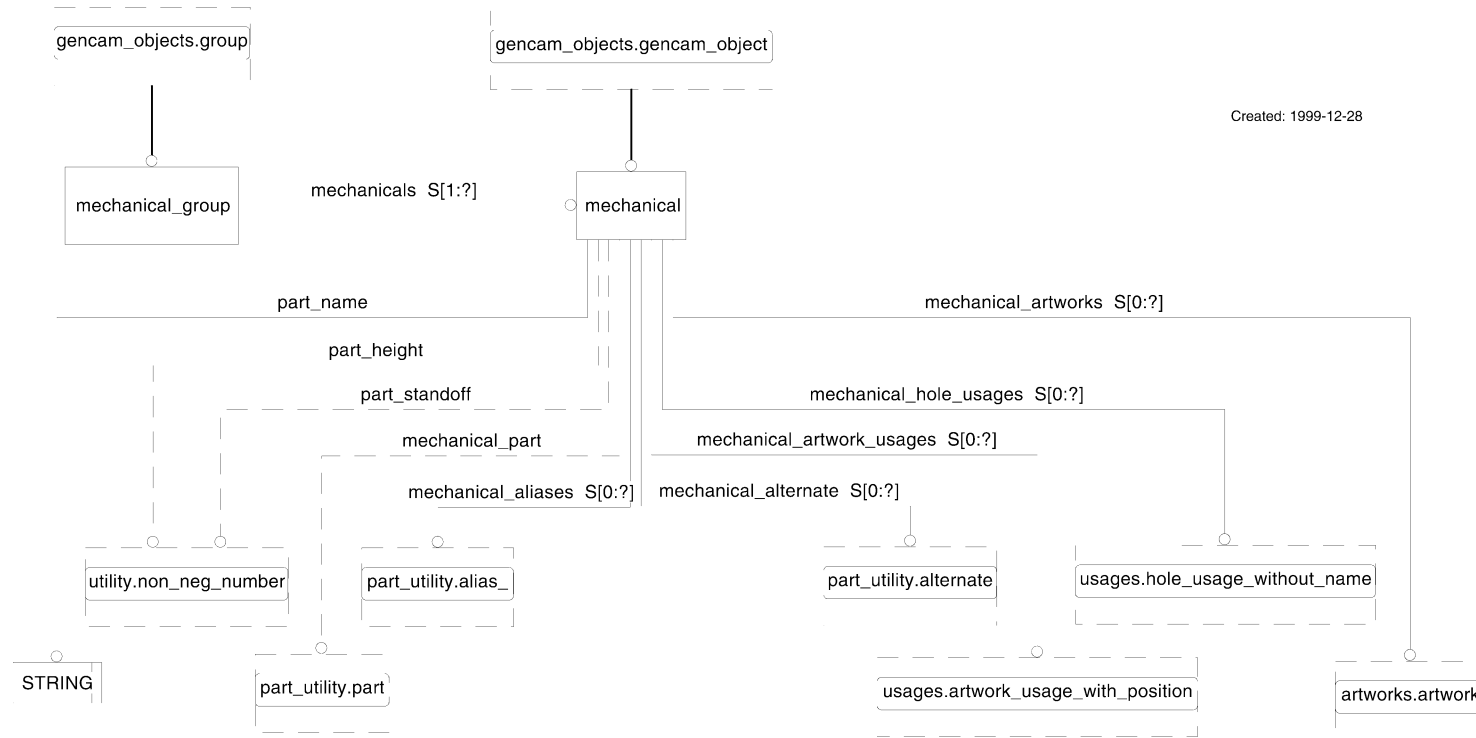 gencam_objects.group
gencam_objects.gencam_object
Created: 1999-12-28
mechanicals S[1:?]
mechanical_group
mechanical
part_name
mechanical_artworks S[0:?]
part_height
part_standoff
mechanical_hole_usages S[0:?]
mechanical_part
mechanical_artwork_usages S[0:?]
mechanical_aliases S[0:?]
mechanical_alternate S[0:?]
utility.non_neg_number
part_utility.alias_
part_utility.alternate
usages.hole_usage_without_name
STRING
part_utility.part
usages.artwork_usage_with_position
artworks.artwork